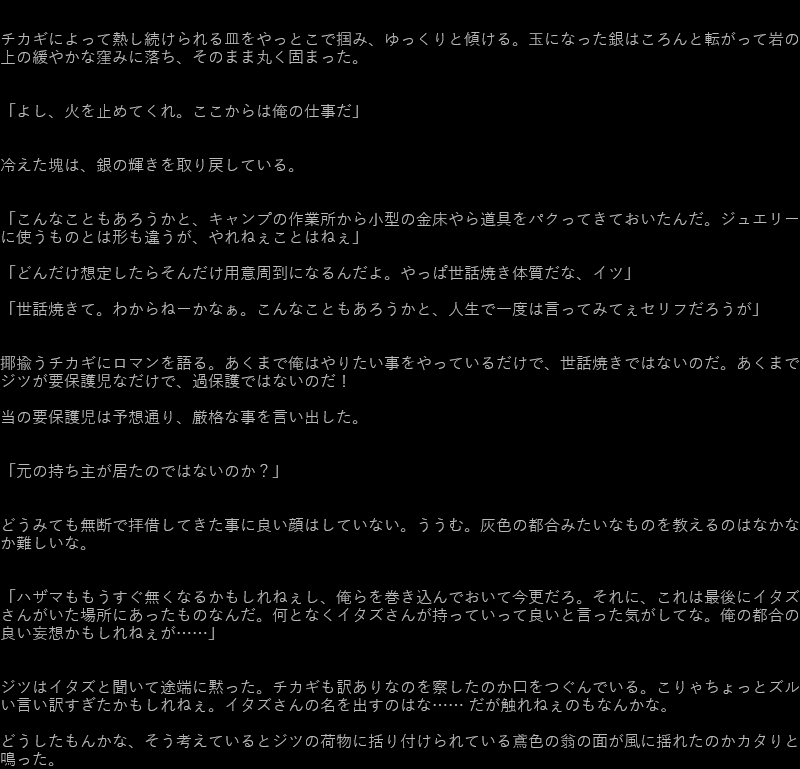 チカギによって熱し続けられる皿をやっとこで掴み、ゆっくりと傾ける。玉になった銀はころんと転がって岩の
上の緩やかな窪みに落ち、そのまま丸く固まった。
「よし、火を止めてくれ。ここからは俺の仕事だ」
冷えた塊は、銀の輝きを取り戻している。
「こんなこともあろうかと、キャンプの作業所から小型の金床やら道具をパクってきておいたんだ。ジュエリー
に使うものとは形も違うが、やれねぇことはねぇ」
「どんだけ想定したらそんだけ用意周到になるんだよ。やっぱ世話焼き体質だな、イツ」
「世話焼きて。わからねーかなぁ。こんなこともあろうかと、人生で一度は言ってみてぇセリフだろうが」
揶揄うチカギにロマンを語る。あくまで俺はやりたい事をやっているだけで、世話焼きではないのだ。あくまで
ジツが要保護児なだけで、過保護ではないのだ！
当の要保護児は予想通り、厳格な事を言い出した。
「元の持ち主が居たのではないのか？」
どうみても無断で拝借してきた事に良い顔はしていない。ううむ。灰色の都合みたいなものを教えるのはなかな
か難しいな。
「ハザマももうすぐ無くなるかもしれねぇし、俺らを巻き込んでおいて今更だろ。それに、これは最後にイタズ
さんがいた場所にあったものなんだ。何となくイタズさんが持っていって良いと言った気がしてな。俺の都合の
良い妄想かもしれねぇが……」
ジツはイタズと聞いて途端に黙った。チカギも訳ありなのを察したのか口をつぐんでいる。こりゃちょっとズル
い言い訳すぎたかもしれねぇ。イタズさんの名を出すのはな…… だが触れねぇのもなんかな。
どうしたもんかな、そう考えているとジツの荷物に括り付けられている鳶色の翁の面が風に揺れたのかカタりと
鳴った。